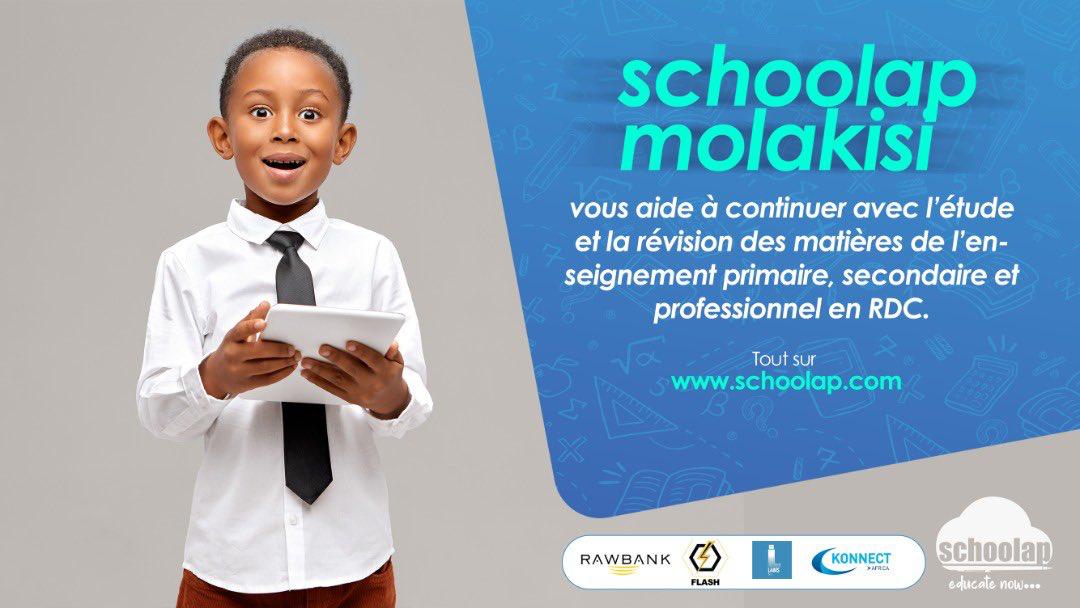 schoolap
molakisi
vous aide à continuer avec l'étude
et la révision des matières de l'en-
seignement primaire, secondaire et
professionnel en RDC.
Tout sur
www.schoolap.com
RAWBANK
FLASH
KONNECT
AFRICA
schoolap
educate now...